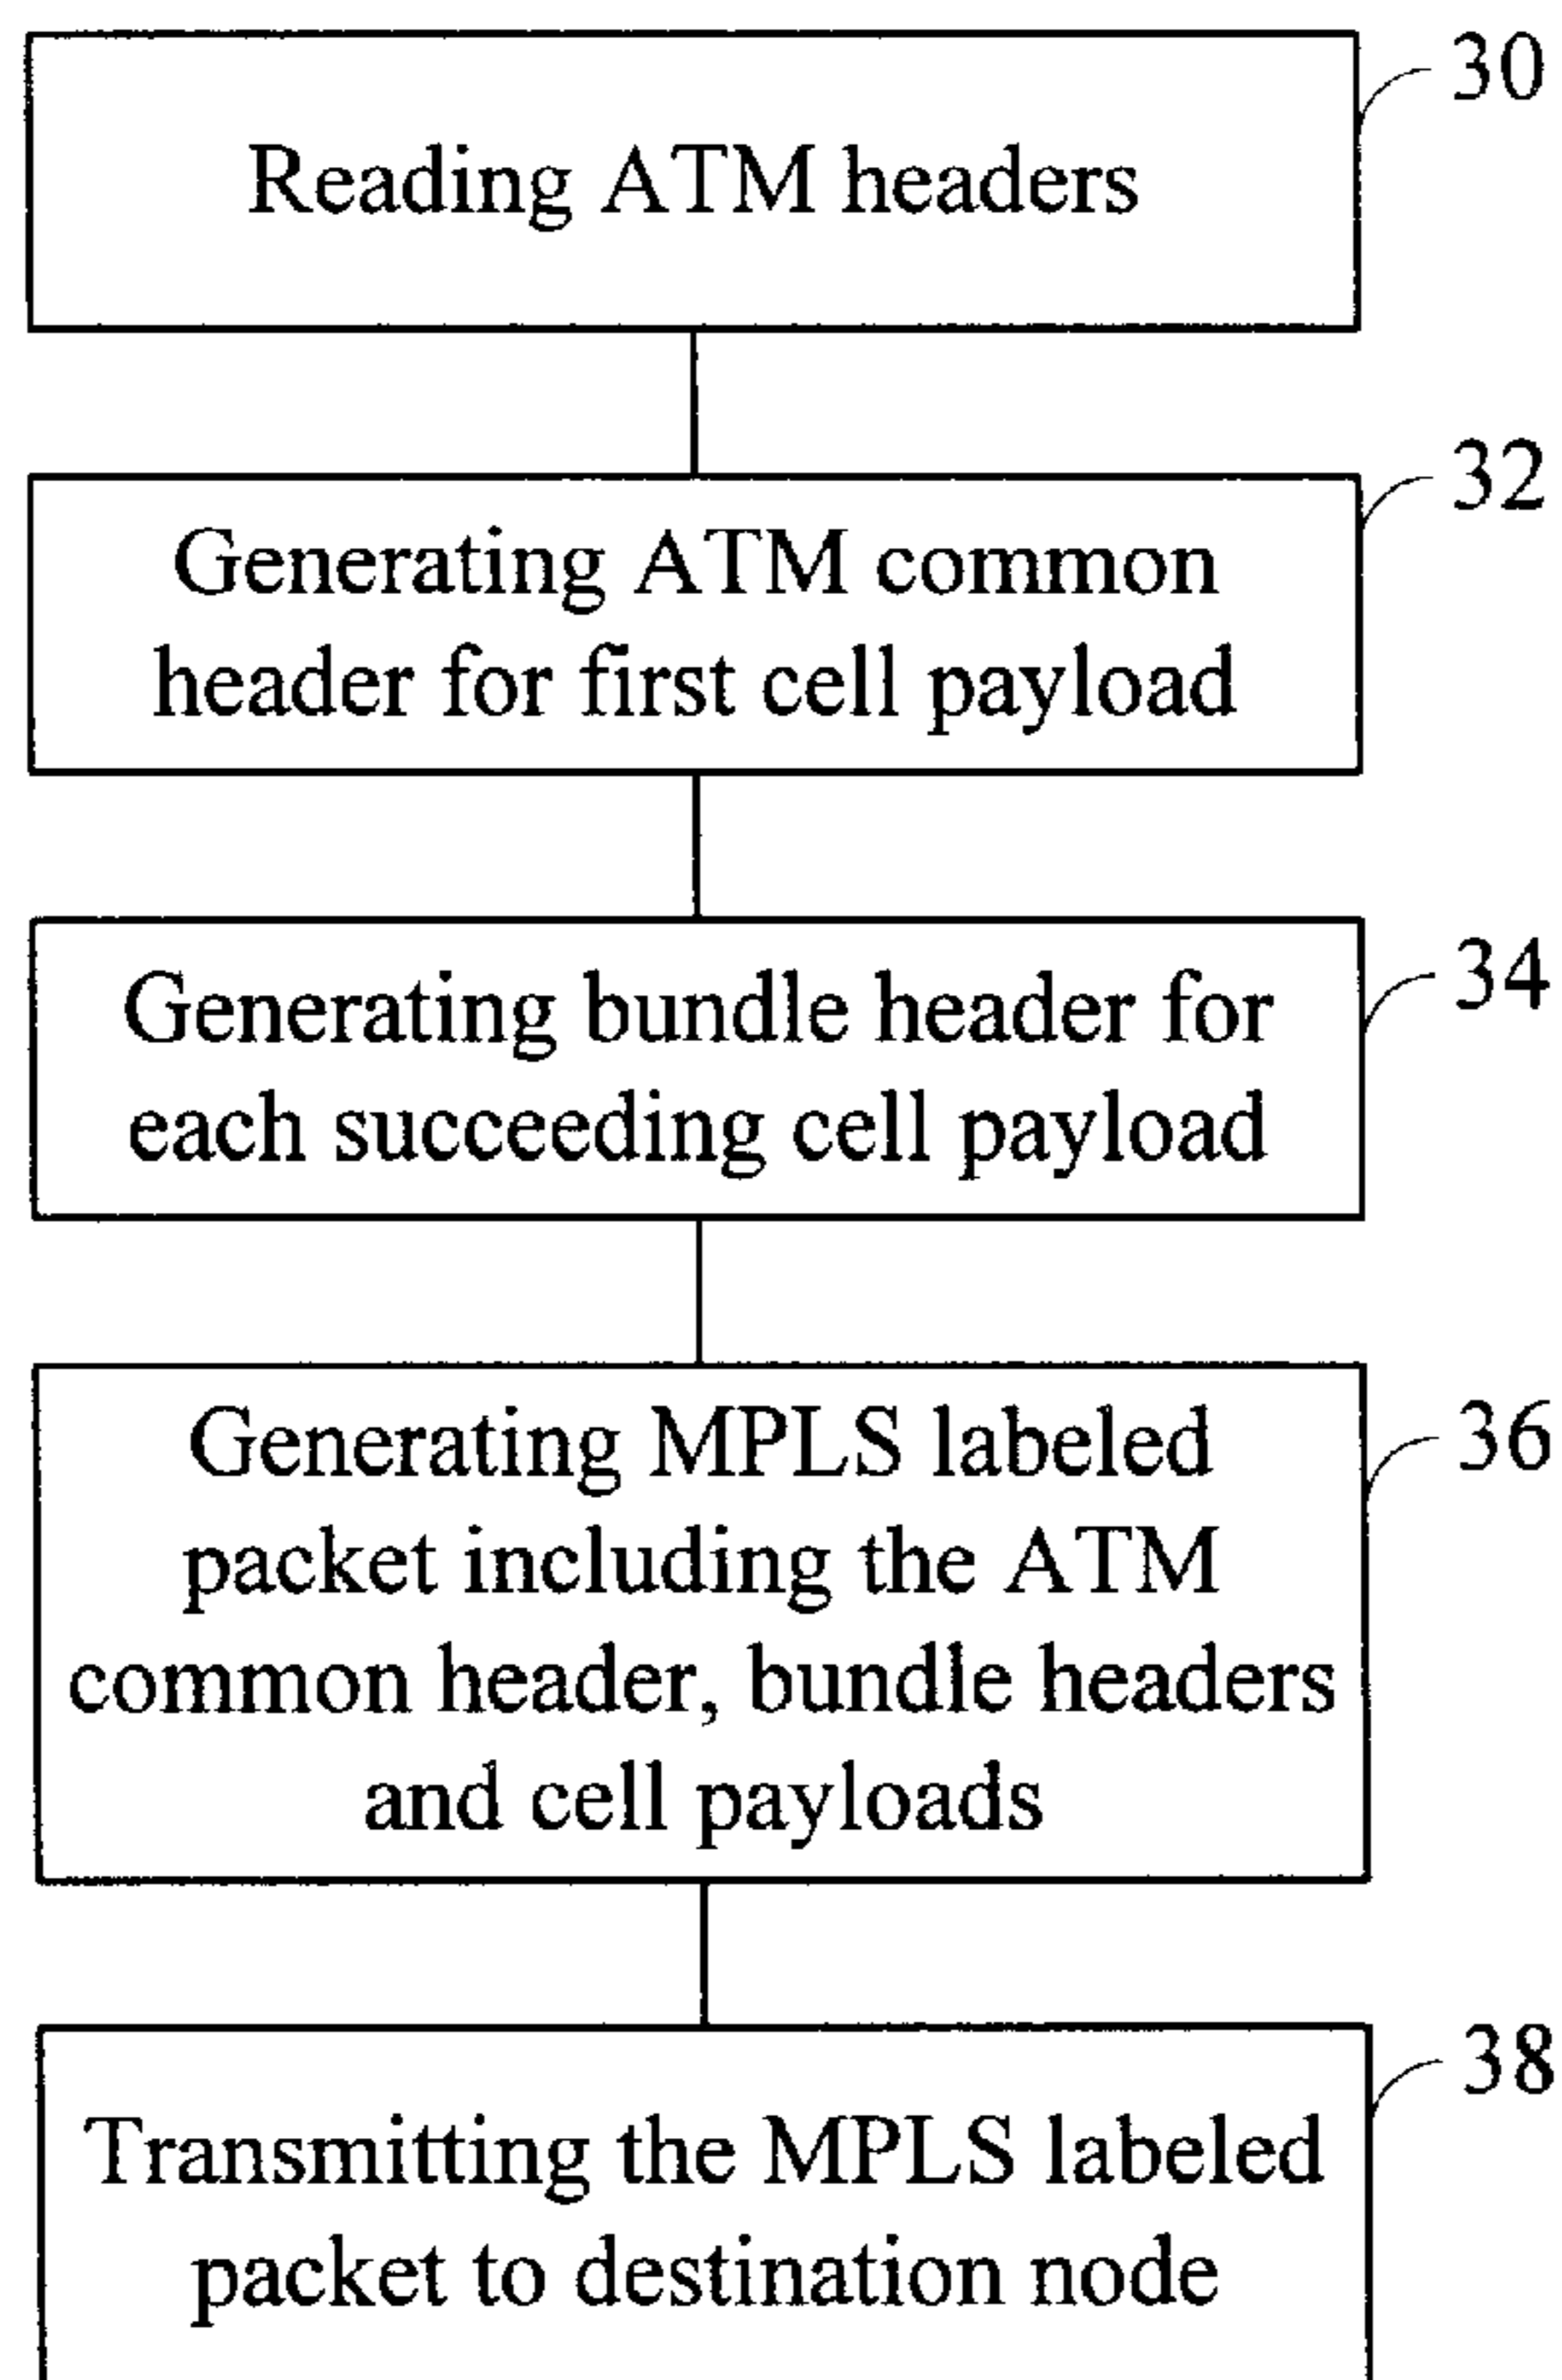 30
Reading ATM headers
32
Generating ATM common
header for first cell payload
34
Generating bundle header for
each succeeding cell payload
36
Generating MPLS labeled
packet including the ATM
common header, bundle headers
and cell payloads
38
Transmitting the MPLS labeled
packet to destination node